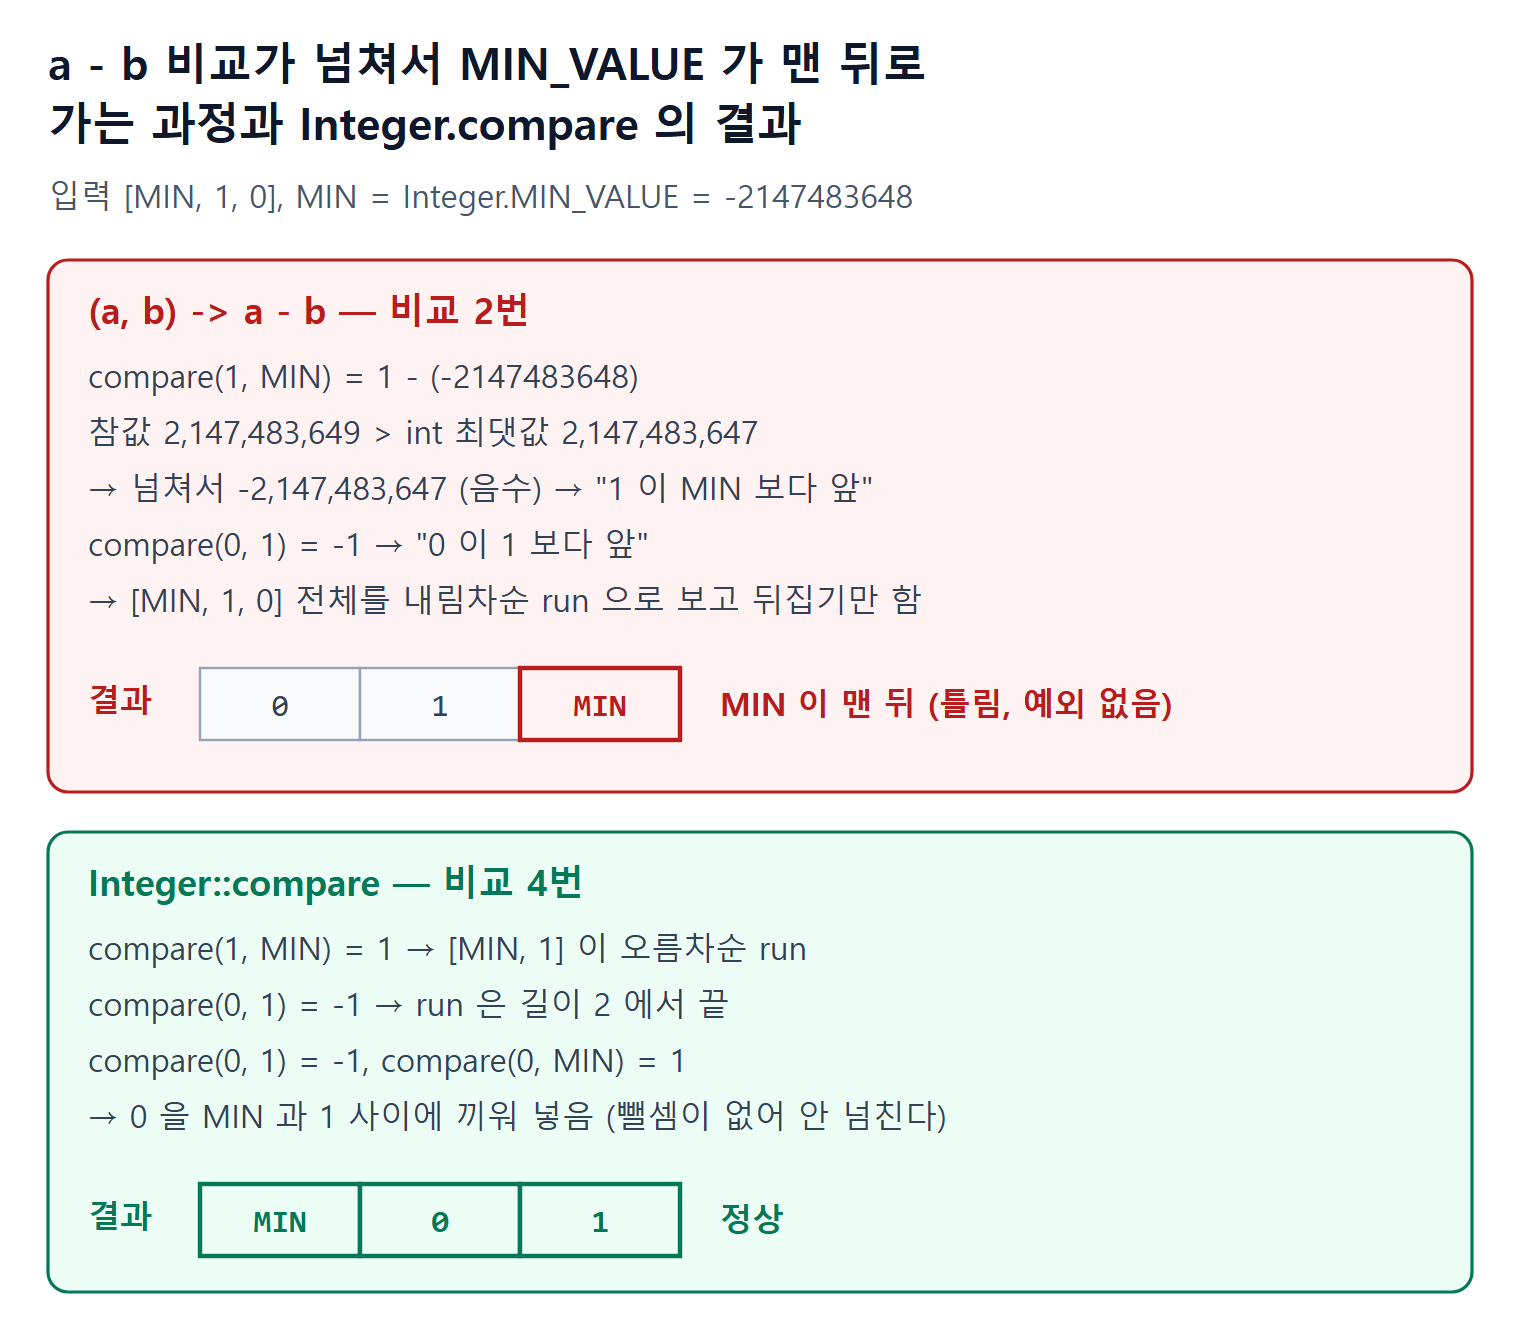 a - b 비교가 넘쳐서 MIN_VALUE 가 맨 뒤로
가는 과정과 Integer.compare 의 결과
입력 [MIN, 1, 0], MIN = Integer.MIN_VALUE = -2147483648
(a, b) -> a - b — 비교 2번
compare(1, MIN) = 1 - (-2147483648)
참값 2,147,483,649 > int 최댓값 2,147,483,647
→ 넘쳐서 -2,147,483,647 (음수) → "1 이 MIN 보다 앞"
compare(0, 1) = -1 → "0 이 1 보다 앞"
→ [MIN, 1, 0] 전체를 내림차순 run 으로 보고 뒤집기만 함
결과 0 1 MIN MIN 이 맨 뒤 (틀림, 예외 없음)
Integer::compare — 비교 4번
compare(1, MIN) = 1 → [MIN, 1] 이 오름차순 run
compare(0, 1) = -1 → run 은 길이 2 에서 끝
compare(0, 1) = -1, compare(0, MIN) = 1
→ 0 을 MIN 과 1 사이에 끼워 넣음 (뺄셈이 없어 안 넘친다)
결과 MIN 0 1 정상